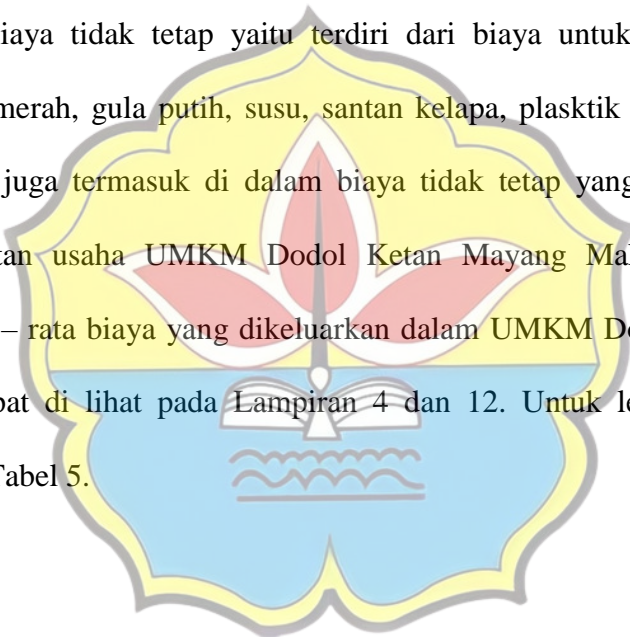 iaya tidak tetap yaitu terdiri dari biaya untuk
merah, gula putih, susu, santan kelapa, plasktik
juga termasuk di dalam biaya tidak tetap yang
tan usaha UMKM Dodol Ketan Mayang Ma
– rata biaya yang dikeluarkan dalam UMKM D
pat di lihat pada Lampiran 4 dan 12. Untuk le
Tabel 5.